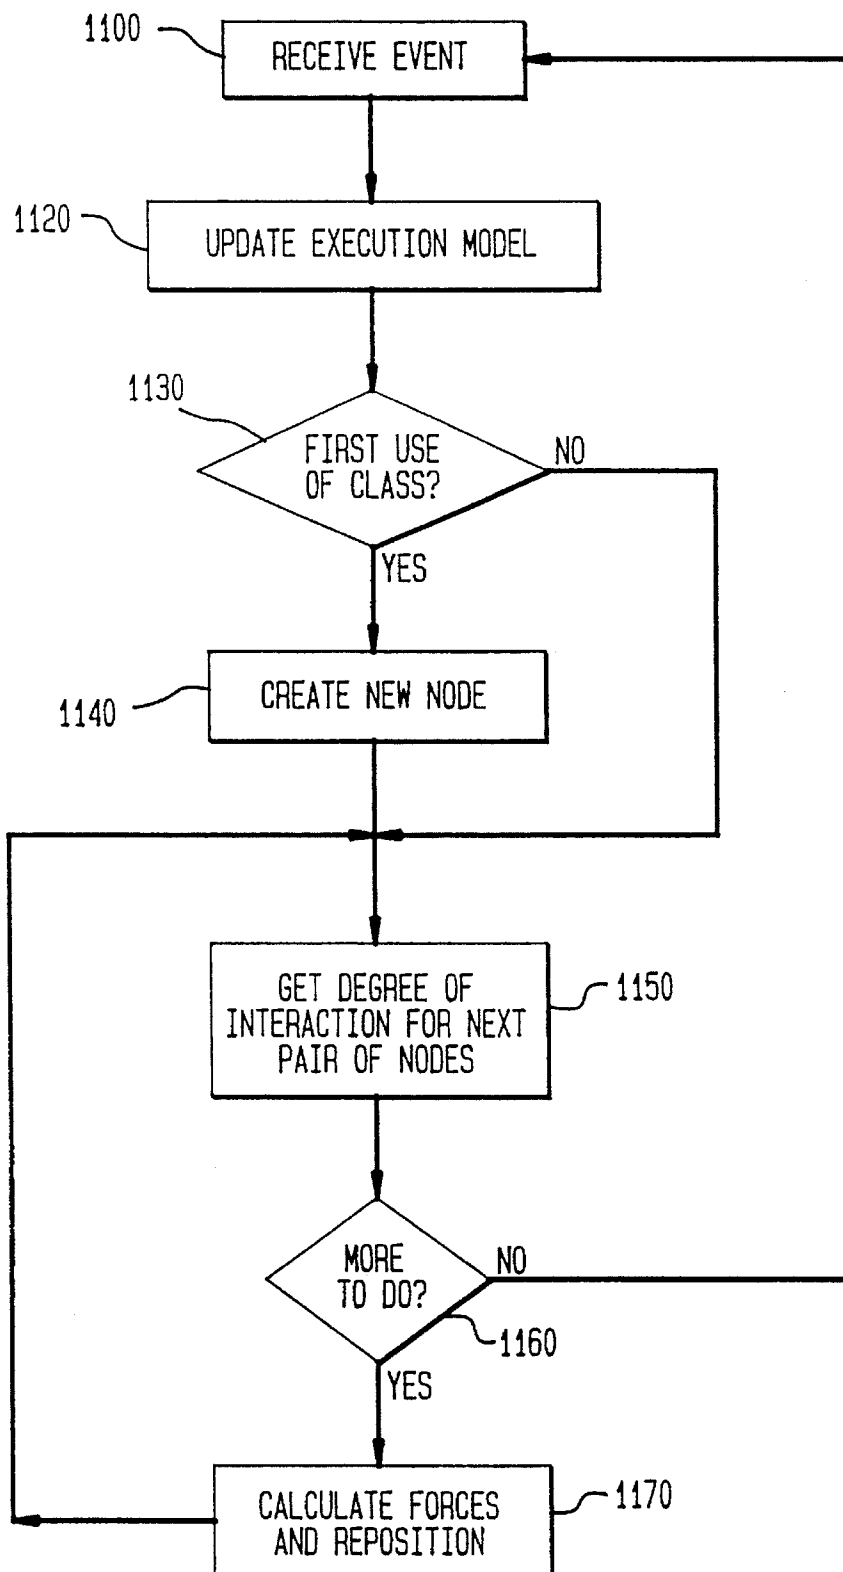 1100
RECEIVE EVENT
1120
UPDATE EXECUTION MODEL
1130
FIRST USE
OF CLASS?
NO
YES
1140
CREATE NEW NODE
GET DEGREE OF
INTERACTION FOR NEXT
PAIR OF NODES
1150
MORE
TO DO?
NO
1160
YES
CALCULATE FORCES
AND REPOSITION
1170